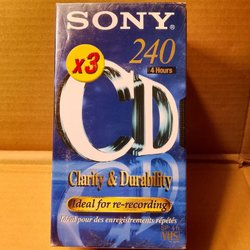 SONY
x3
240
4 Hours
CD
Clarity & Durability
Ideal for re-recording
Idéal pour des enregistrements répétés
VHS